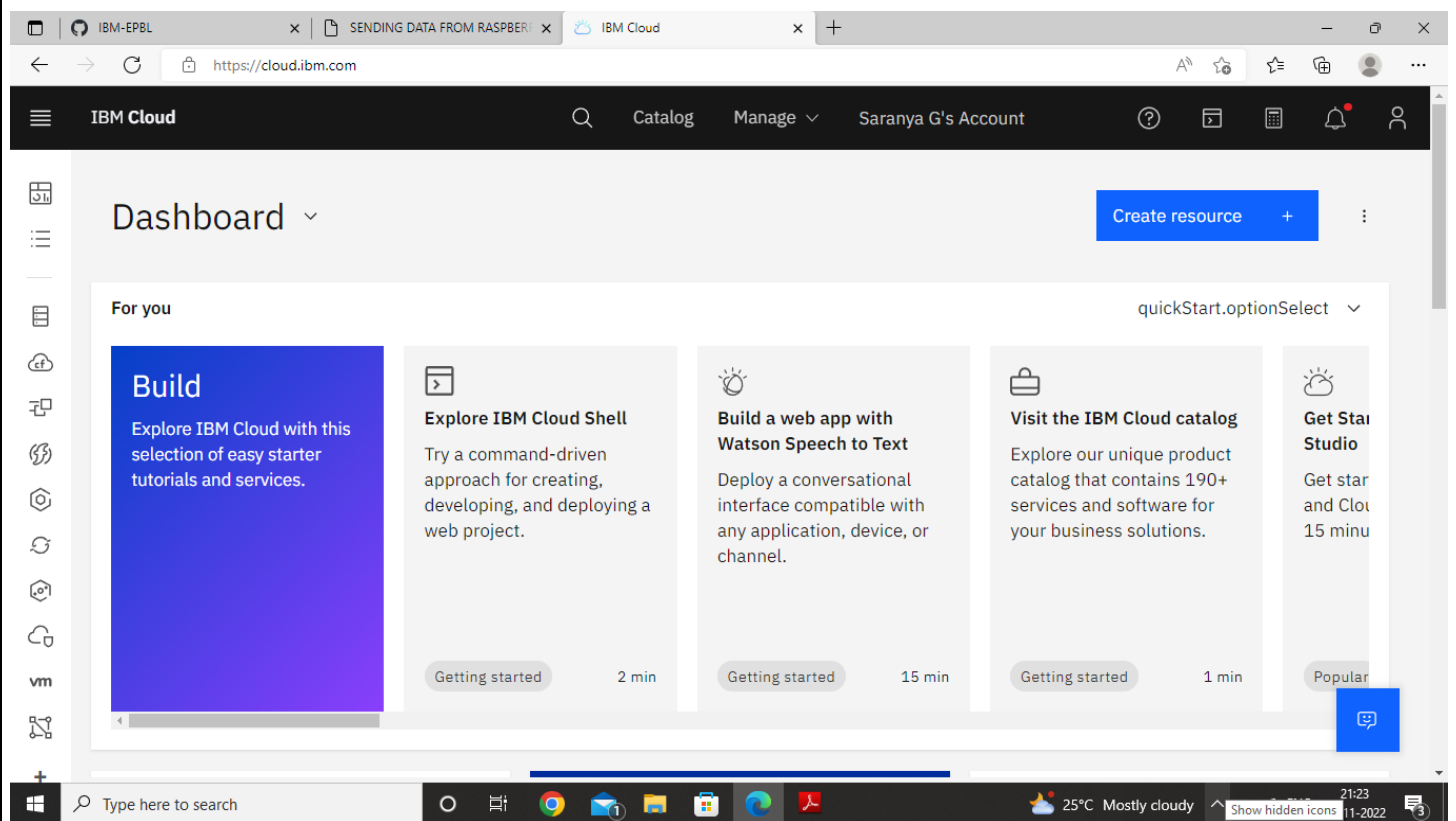 IBM-EPBL
SENDING DATA FROM RASPBER
IBM Cloud
https://cloud.ibm.com
IBM Cloud
Catalog
Manage
Saranya G's Account
Dashboard
Create resource +
For you
quickStart.optionSelect
Build
Explore IBM Cloud with this
selection of easy starter
tutorials and services.
Explore IBM Cloud Shell
Try a command-driven
approach for creating,
developing, and deploying a
web project.
Getting started
2 min
Build a web app with
Watson Speech to Text
Deploy a conversational
interface compatible with
any application, device, or
channel.
Getting started
15 min
Visit the IBM Cloud catalog
Explore our unique product
catalog that contains 190+
services and software for
your business solutions.
Getting started
1 min
Get Star
Studio
Get star
and Clou
15 minu
Popular
cf
vm
Type here to search
1
25°C Mostly cloudy
Show hidden icons
21:23
11-2022
3